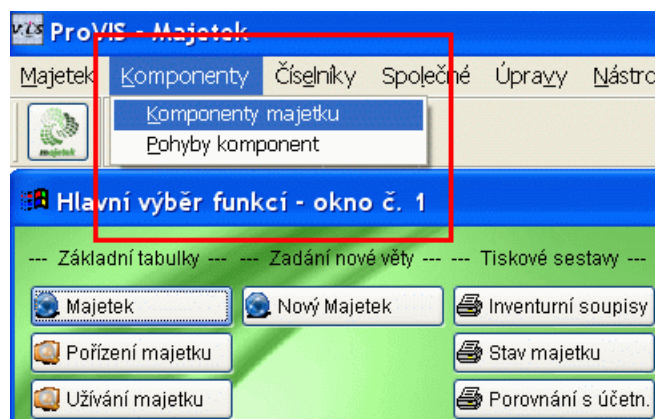 vis ProVIS - Majetek
Majetek Komponenty Číselníky Společné Úpravy Nástro
Komponenty majetku
majetek
Pohyby komponent
Hlavní výběr funkcí - okno č. 1
--- Základní tabulky --- --- Zadání nové věty --- --- Tiskové sestavy ---
Majetek Nový Majetek Inventurní soupisy
Pořízení majetku Stav majetku
Užívání majetku Porovnání s účetn.